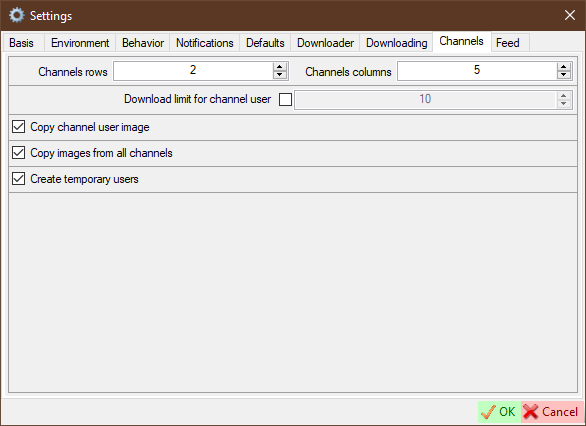 Settings
Basis Environment Behavior Notifications Defaults Downloader Downloading Channels Feed
Channels rows 2 Channels columns 5
Download limit for channel user 10
Copy channel user image
Copy images from all channels
Create temporary users
OK Cancel